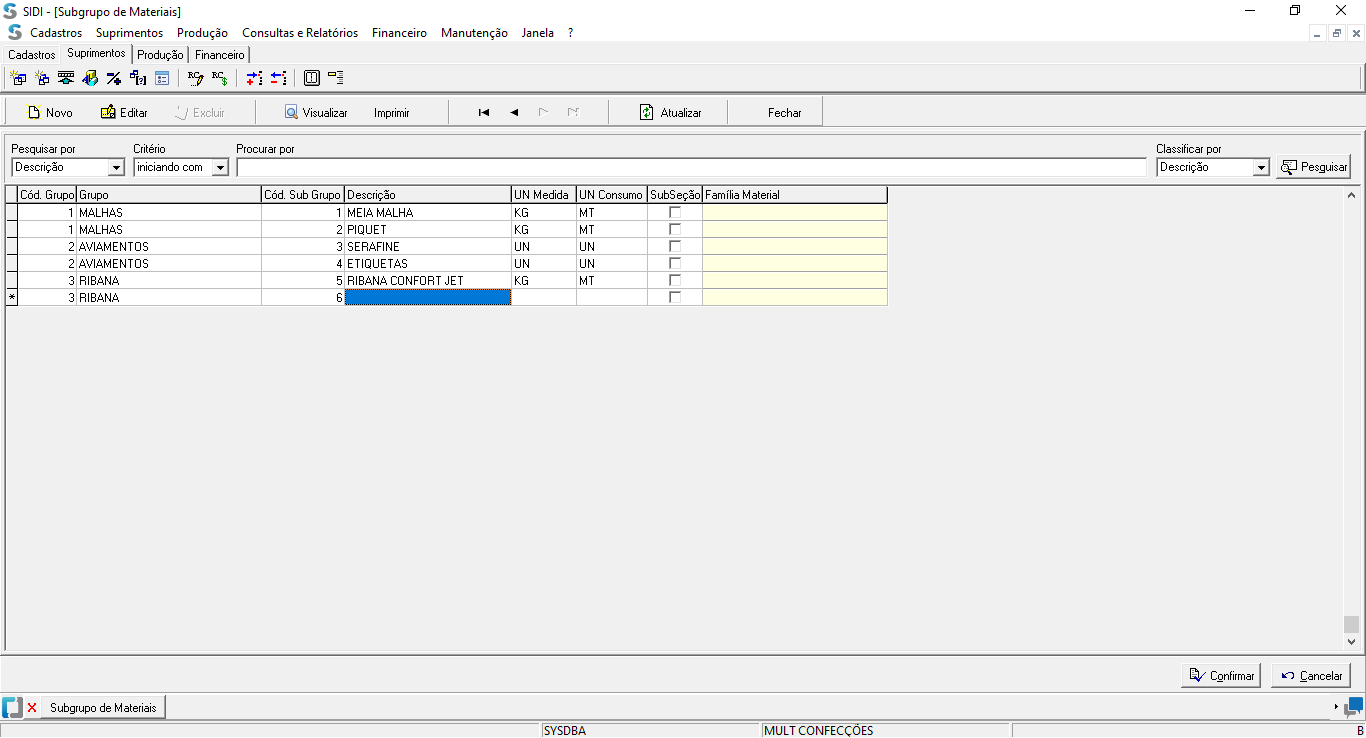 SIDI - [Subgrupo de Materiais]
Cadastros Suprimentos Produção Consultas e Relatórios Financeiro Manutenção Janela ?
Cadastros Suprimentos Produção Financeiro
Novo Editar Excluir Visualizar Imprimir Atualizar Fechar
Pesquisar por Critério Procurar por Classificar por
Descrição iniciando com Descrição Pesquisar
Cód. Grupo Grupo Cód. Sub Grupo Descrição UN Medida UN Consumo SubSeção Família Material
1 MALHAS 1 MEIA MALHA KG MT
1 MALHAS 2 PIQUET KG MT
2 AVIAMENTOS 3 SERAFINE UN UN
2 AVIAMENTOS 4 ETIQUETAS UN UN
3 RIBANA 5 RIBANA CONFORT JET KG MT
* 3 RIBANA 6
Confirmar Cancelar
Subgrupo de Materiais
SYSDBA MULT CONFECÇÕES B